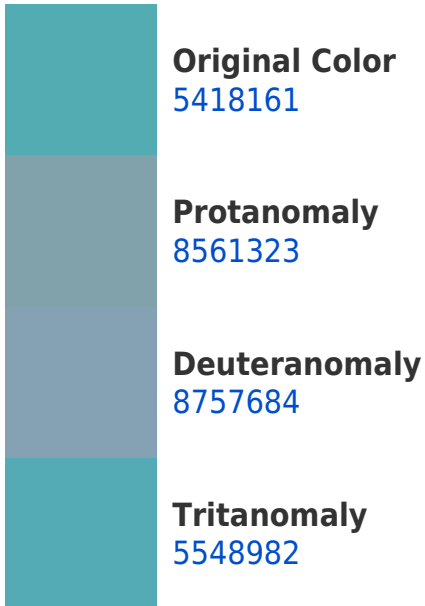 Original Color
5418161
Protanomaly
8561323
Deuteranomaly
8757684
Tritanomaly
5548982